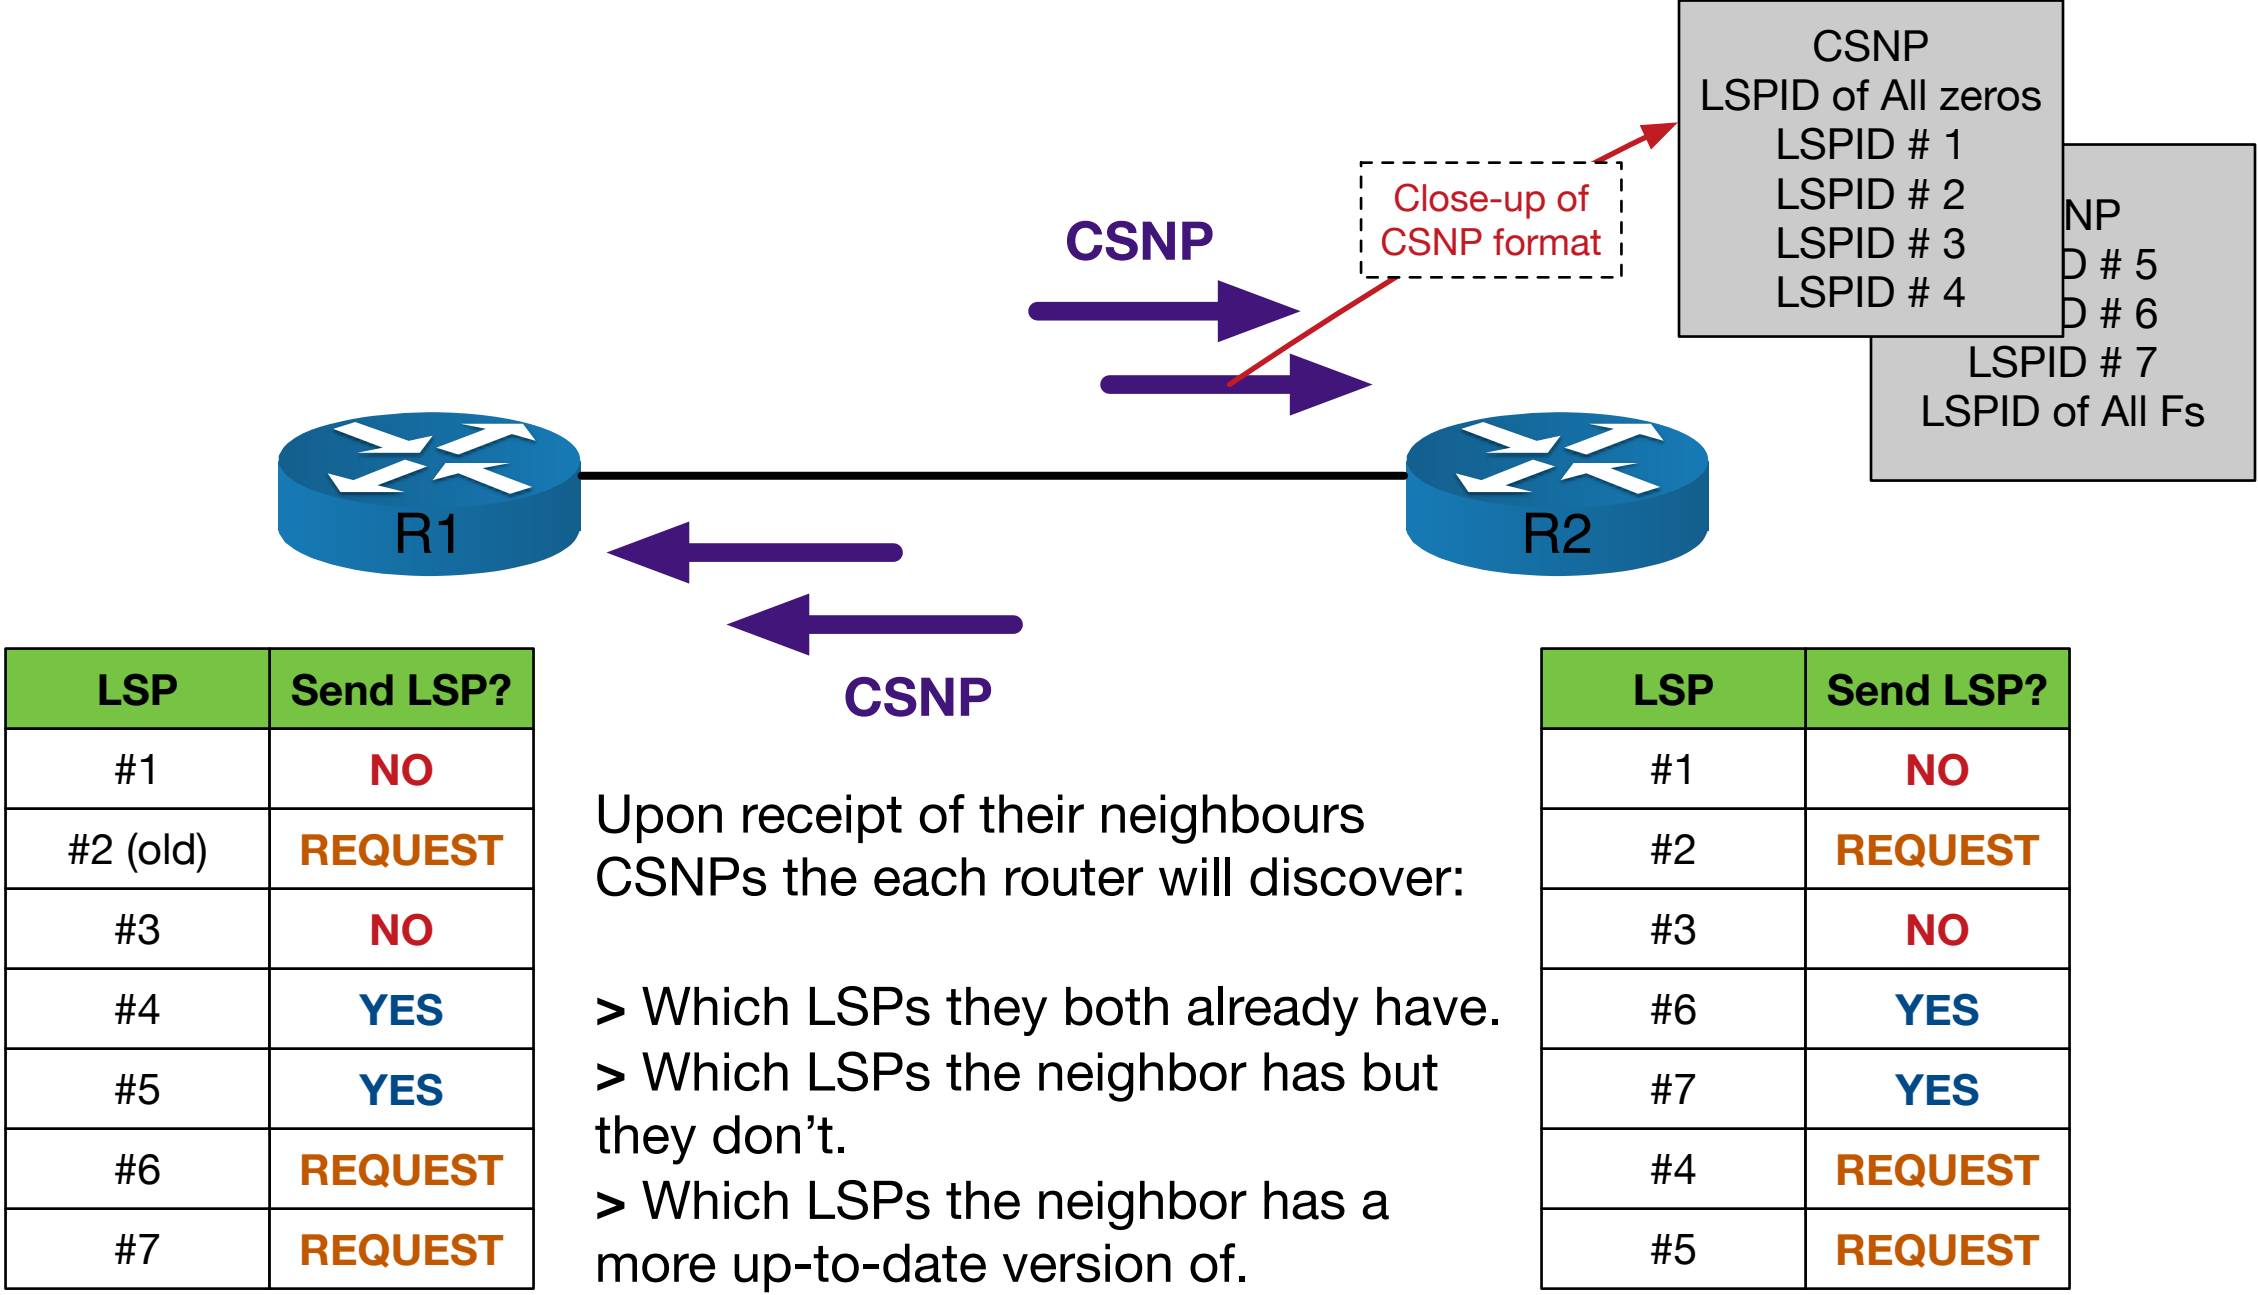 CSNP
LSPID of All zeros
LSPID # 1
LSPID # 2
LSPID # 3
LSPID # 4
NP
D # 5
D # 6
LSPID # 7
LSPID of All Fs
Close-up of
CSNP format
CSNP
R1
R2
CSNP
LSP Send LSP?
#1 NO
#2 (old) REQUEST
#3 NO
#4 YES
#5 YES
#6 REQUEST
#7 REQUEST
Upon receipt of their neighbours
CSNPs the each router will discover:
> Which LSPs they both already have.
> Which LSPs the neighbor has but
they don't.
> Which LSPs the neighbor has a
more up-to-date version of.
LSP Send LSP?
#1 NO
#2 REQUEST
#3 NO
#6 YES
#7 YES
#4 REQUEST
#5 REQUEST